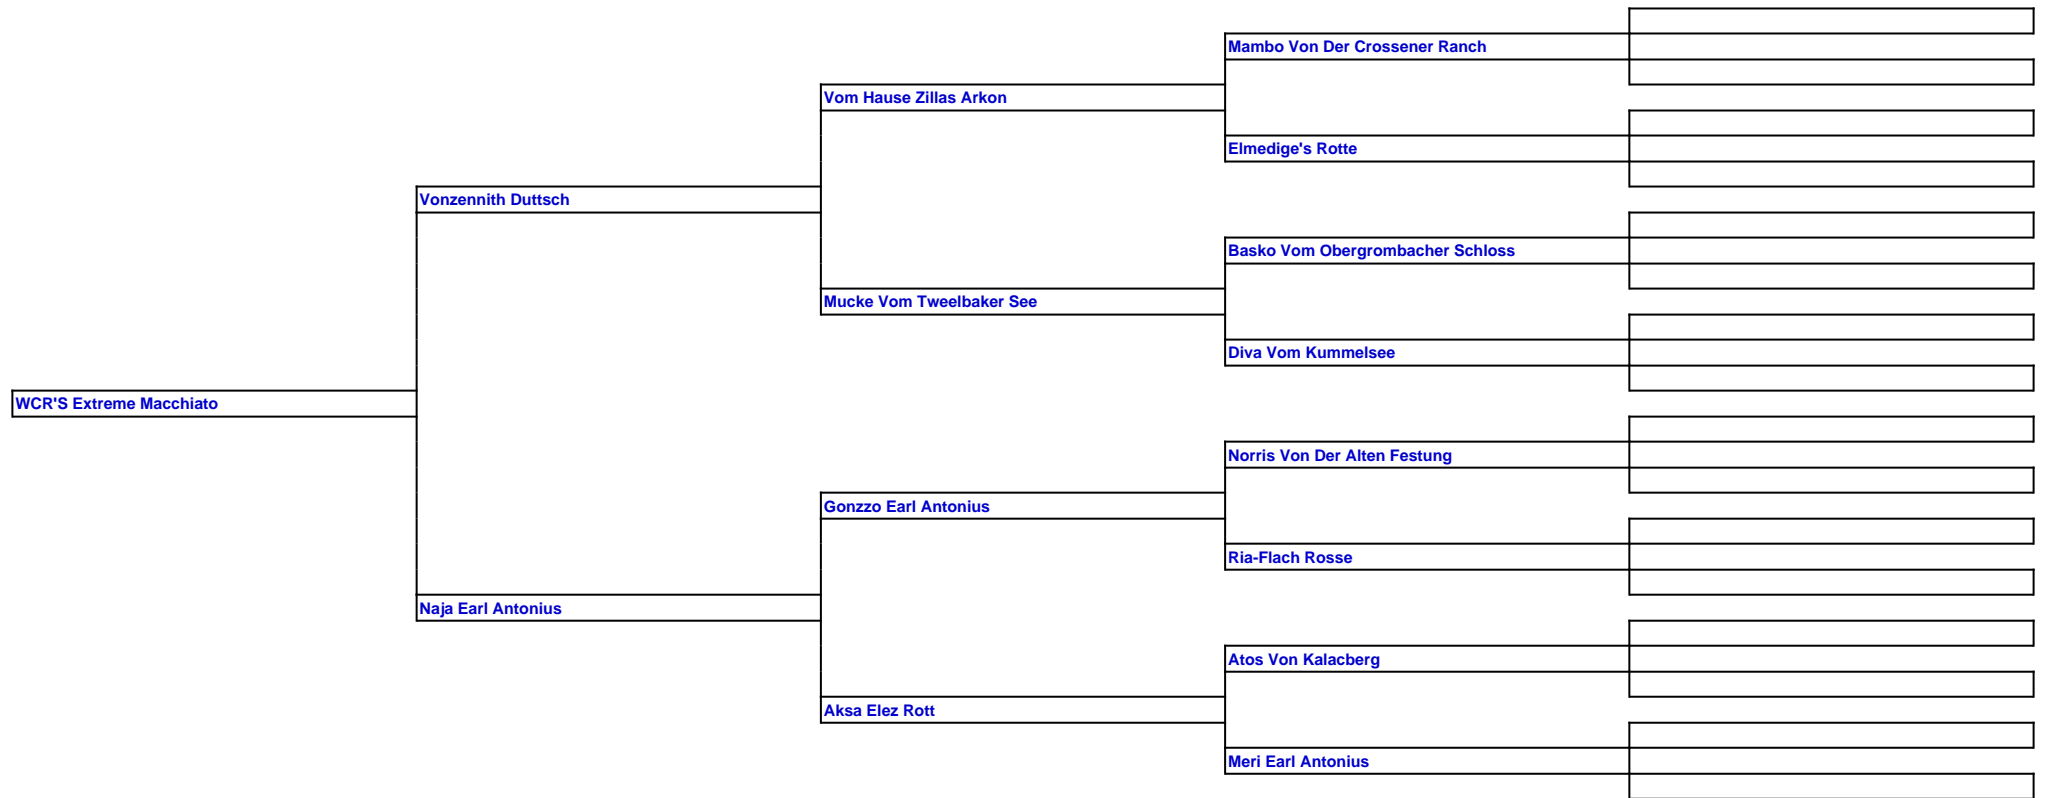 Mambo Von Der Crossener Ranch
Vom Hause Zillas Arkon
Elmedige's Rotte
Vonzennith Duttsch
Basko Vom Obergrombacher Schloss
Mucke Vom Tweelbaker See
Diva Vom Kummelsee
WCR'S Extreme Macchiato
Norris Von Der Alten Festung
Gonzzo Earl Antonius
Ria-Flach Rosse
Naja Earl Antonius
Atos Von Kalacberg
Aksa Elez Rott
Meri Earl Antonius